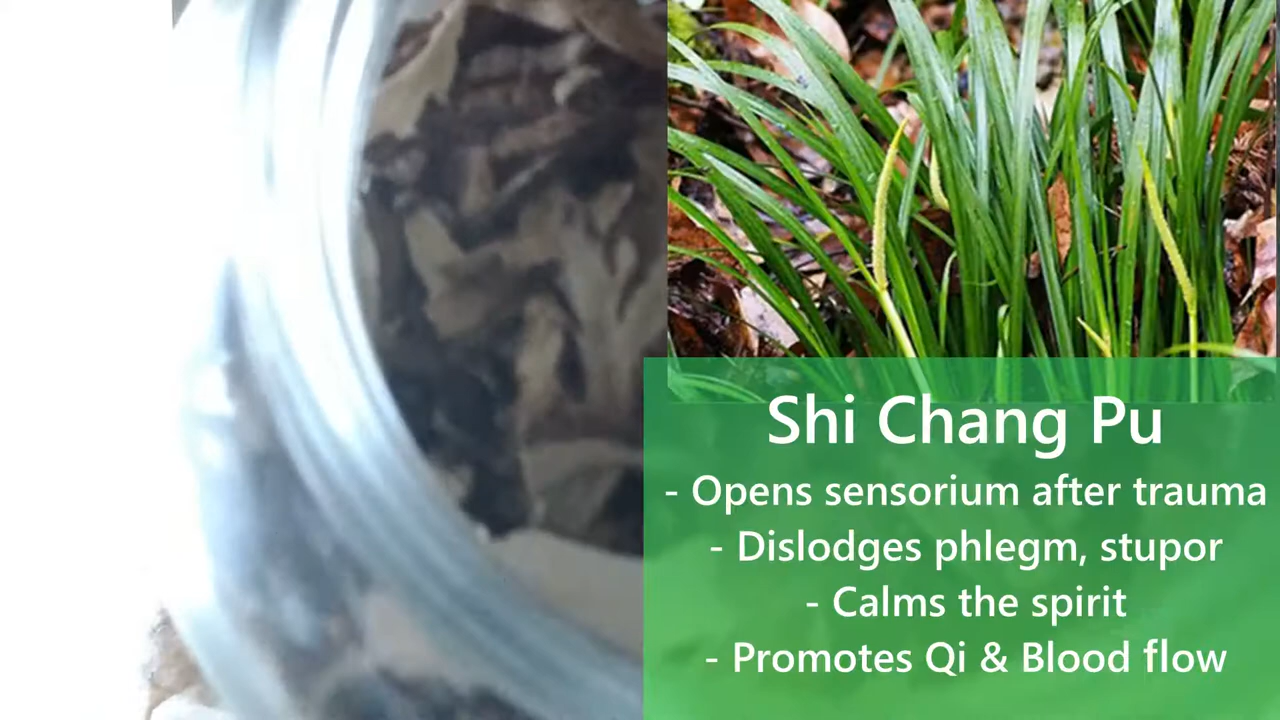 Shi Chang Pu
- Opens sensorium after trauma
- Dislodges phlegm, stupor
- Calms the spirit
- Promotes Qi & Blood flow